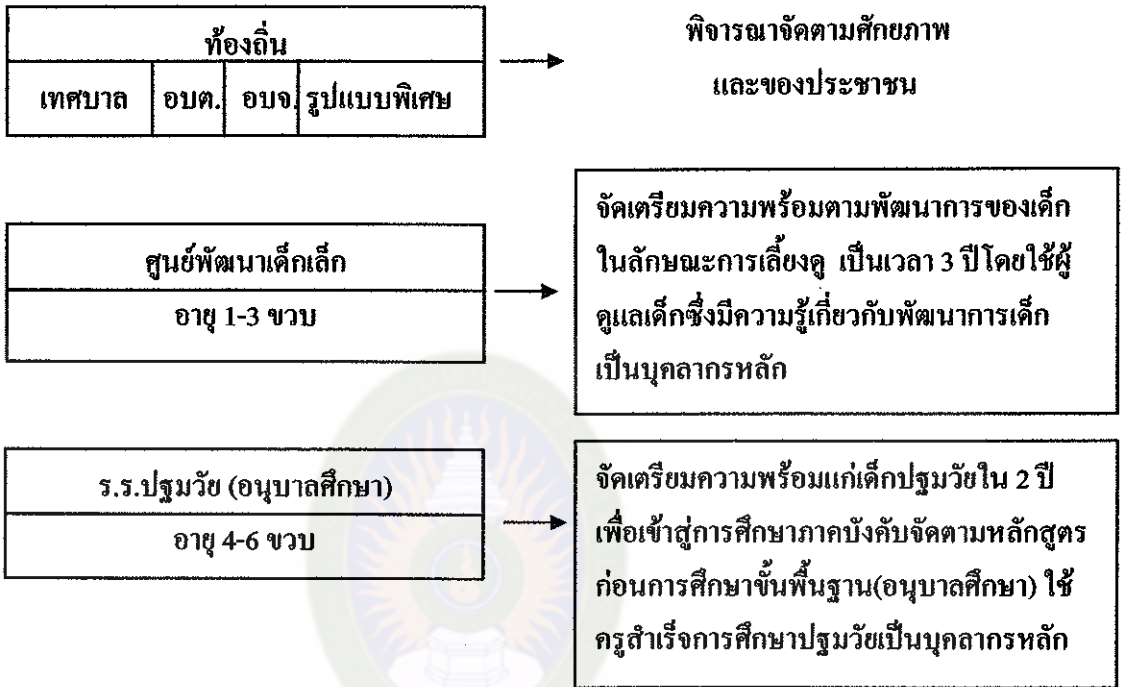 ท้องถิ่น
เทศบาล อบต. อบจ. รูปแบบพิเศษ
พิจารณาจัดตามศักยภาพ
และของประชาชน
ศูนย์พัฒนาเด็กเล็ก
อายุ 1-3 ขวบ
จัดเตรียมความพร้อมตามพัฒนาการของเด็ก
ในลักษณะการเลี้ยงดู เป็นเวลา 3 ปีโดยใช้ผู้
ดูแลเด็กซึ่งมีความรู้เกี่ยวกับพัฒนาการเด็ก
เป็นบุคลากรหลัก
ร.ร.ปฐมวัย (อนุบาลศึกษา)
อายุ 4-6 ขวบ
จัดเตรียมความพร้อมแก่เด็กปฐมวัยใน 2 ปี
เพื่อเข้าสู่การศึกษาภาคบังคับจัดตามหลักสูตร
ก่อนการศึกษาขั้นพื้นฐาน(อนุบาลศึกษา) ใช้
ครูสำเร็จการศึกษาปฐมวัยเป็นบุคลากรหลัก